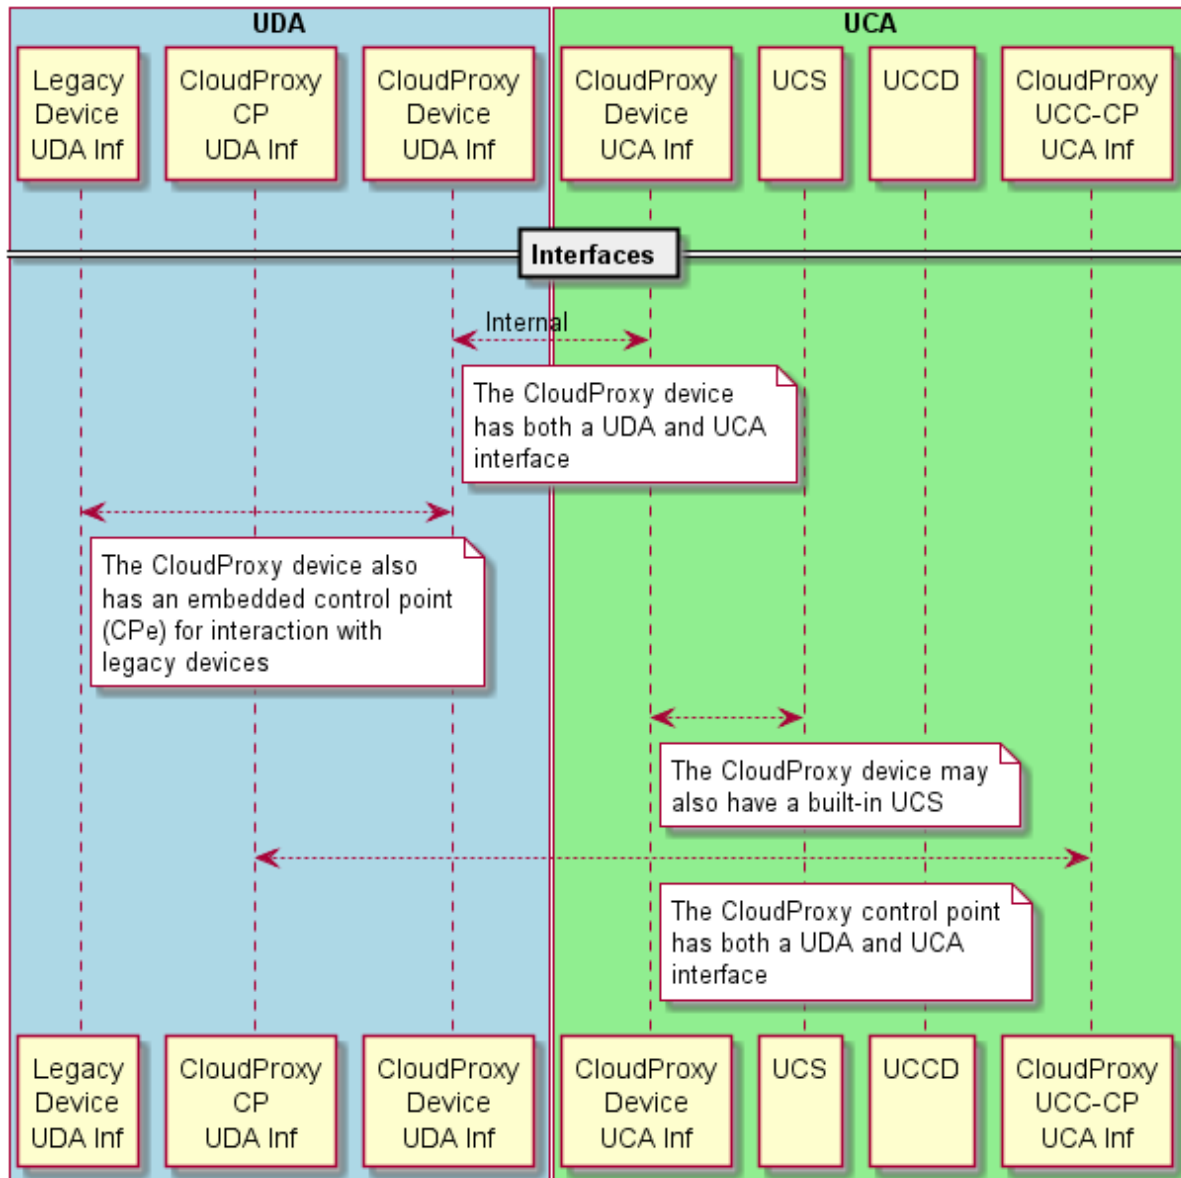 UDA
UCA
Legacy
Device
UDA Inf
CloudProxy
CP
UDA Inf
CloudProxy
Device
UDA Inf
CloudProxy
Device
UCA Inf
UCS
UCCD
CloudProxy
UCC-CP
UCA Inf
Interfaces
Internal
The CloudProxy device
has both a UDA and UCA
interface
The CloudProxy device also
has an embedded control point
(CPe) for interaction with
legacy devices
The CloudProxy device may
also have a built-in UCS
The CloudProxy control point
has both a UDA and UCA
interface
Legacy
Device
UDA Inf
CloudProxy
CP
UDA Inf
CloudProxy
Device
UDA Inf
CloudProxy
Device
UCA Inf
UCS
UCCD
CloudProxy
UCC-CP
UCA Inf